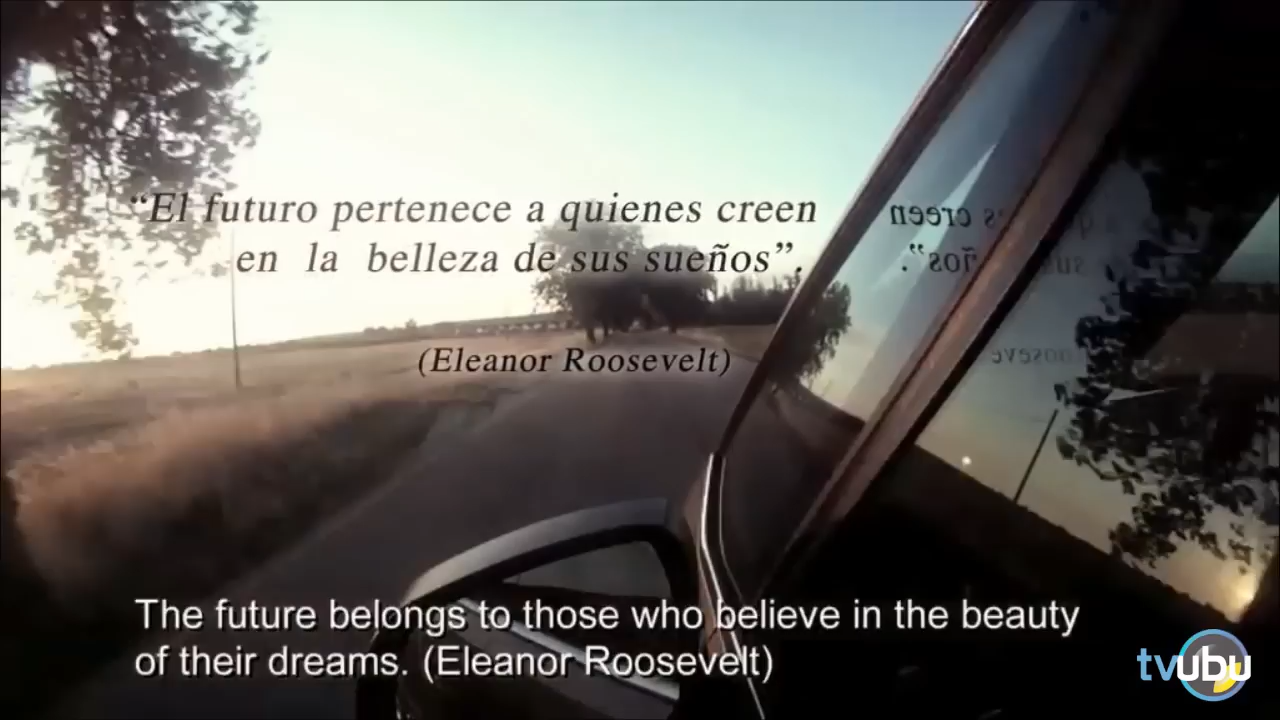 “El futuro pertenece a quienes creen
en la belleza de sus sueños”.
(Eleanor Roosevelt)
The future belongs to those who believe in the beauty
of their dreams. (Eleanor Roosevelt)
tvubu